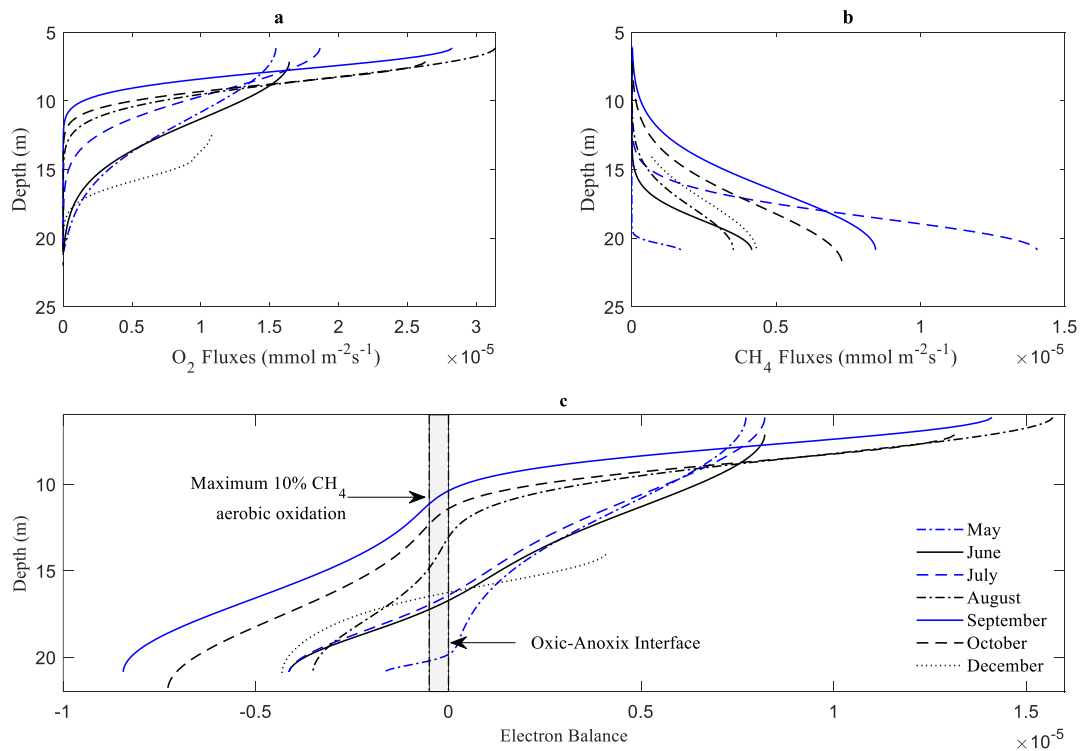 a
5
10
15
20
25
Depth (m)
0 0.5 1 1.5 2 2.5 3
×10-5
O2 Fluxes (mmol m-2s-1)
b
5
10
15
20
25
Depth (m)
0 0.5 1 1.5
×10-5
CH4 Fluxes (mmol m-2s-1)
c
10
15
20
Depth (m)
Maximum 10% CH4
aerobic oxidation
Oxic-Anoxix Interface
May
June
July
August
September
October
December
-1 -0.5 0 0.5 1 1.5
×10-5
Electron Balance